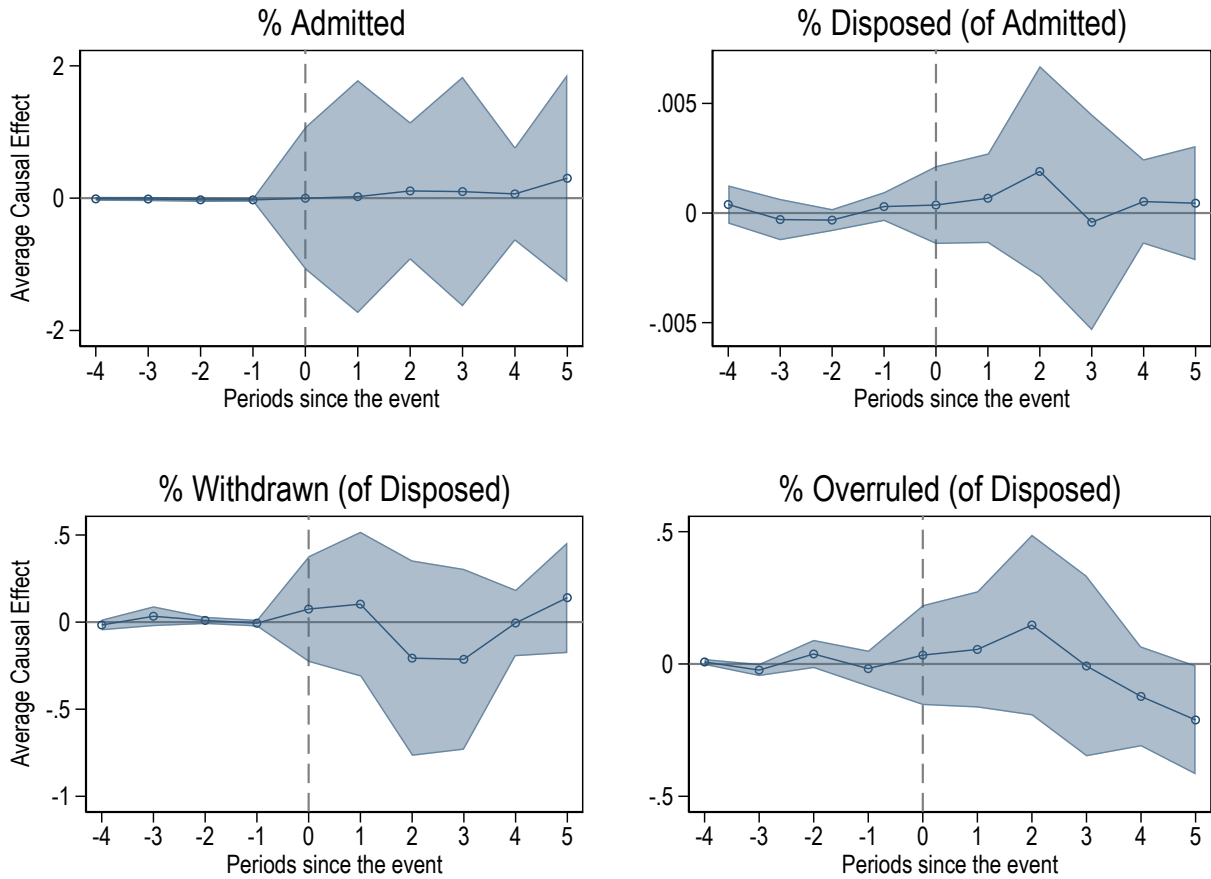 % Admitted
2
0
-2
Average Causal Effect
-4 -3 -2 -1 0 1 2 3 4 5
Periods since the event
% Disposed (of Admitted)
.005
0
-.005
-4 -3 -2 -1 0 1 2 3 4 5
Periods since the event
% Withdrawn (of Disposed)
.5
0
-.5
-1
Average Causal Effect
-4 -3 -2 -1 0 1 2 3 4 5
Periods since the event
% Overruled (of Disposed)
.5
0
-.5
-4 -3 -2 -1 0 1 2 3 4 5
Periods since the event